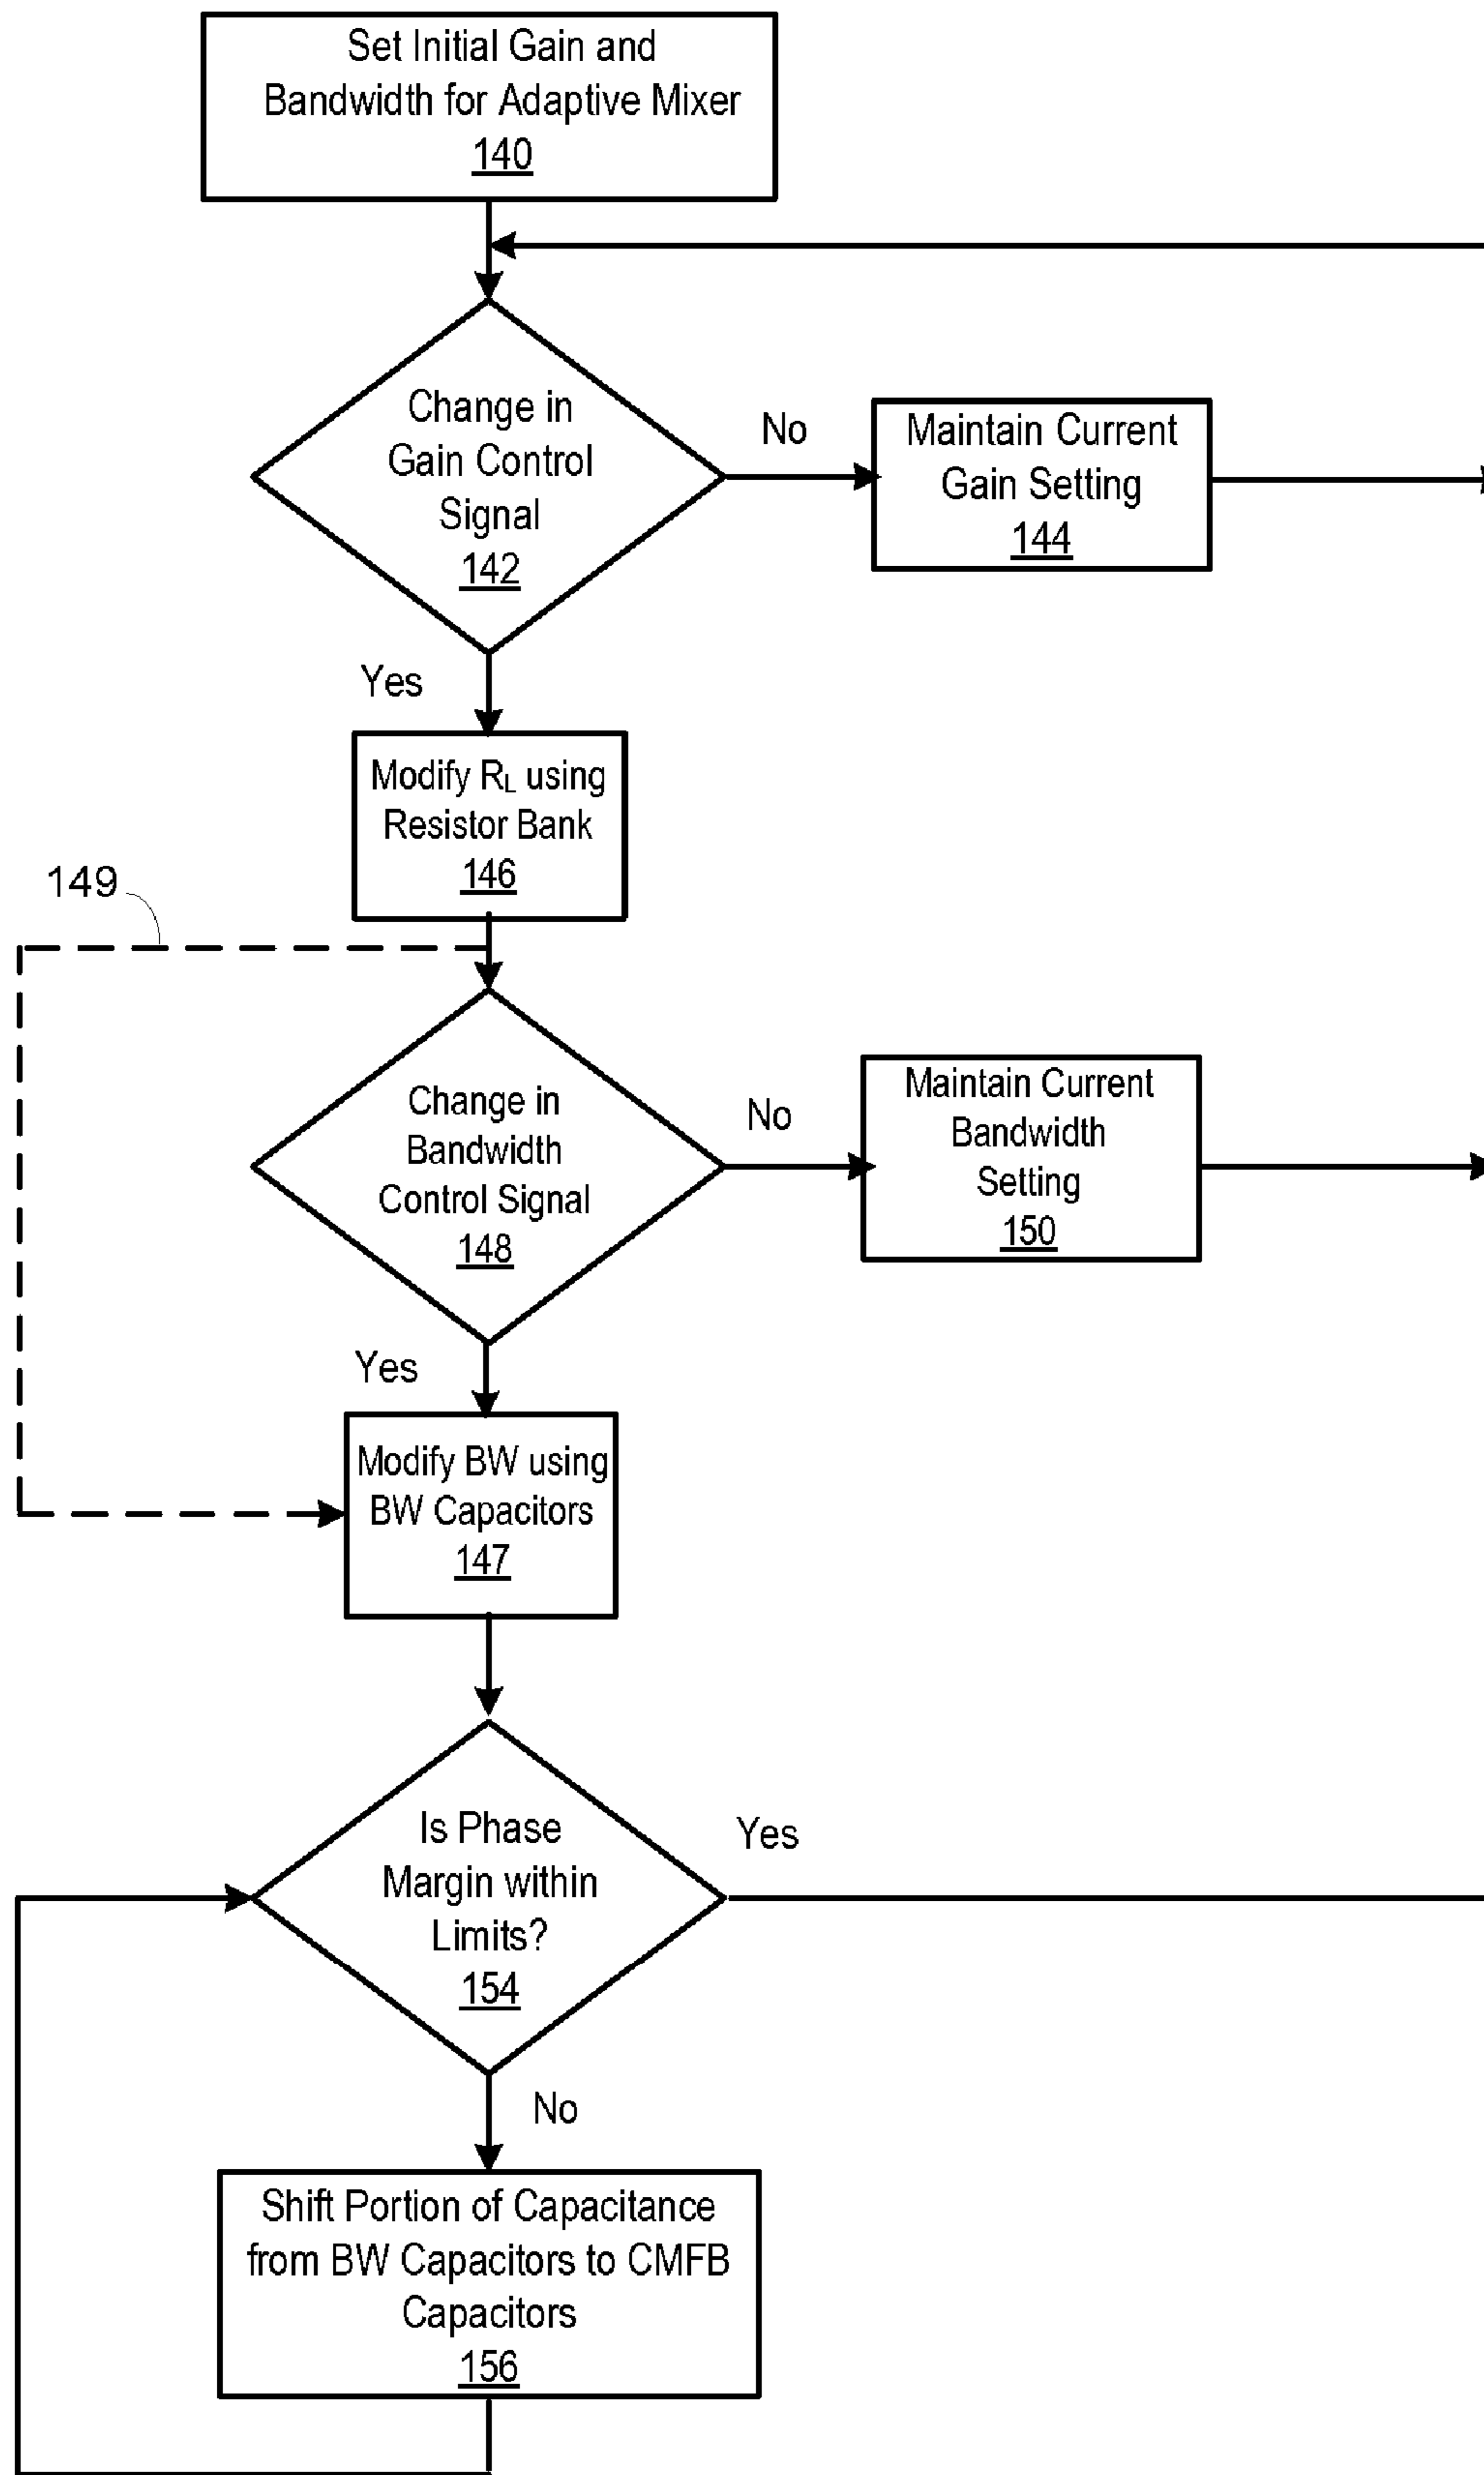 Set Initial Gain and
Bandwidth for Adaptive Mixer
140
Change in
Gain Control
Signal
142
No
Maintain Current
Gain Setting
144
Yes
Modify RL using
Resistor Bank
146
149
Change in
Bandwidth
Control Signal
148
No
Maintain Current
Bandwidth
Setting
150
Yes
Modify BW using
BW Capacitors
147
Is Phase
Margin within
Limits?
154
Yes
No
Shift Portion of Capacitance
from BW Capacitors to CMFB
Capacitors
156